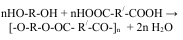 nHO-R-OH + nHOOC-R′-COOH →
[-O-R-O-OC- R′-CO-]ₙ + 2n H₂O